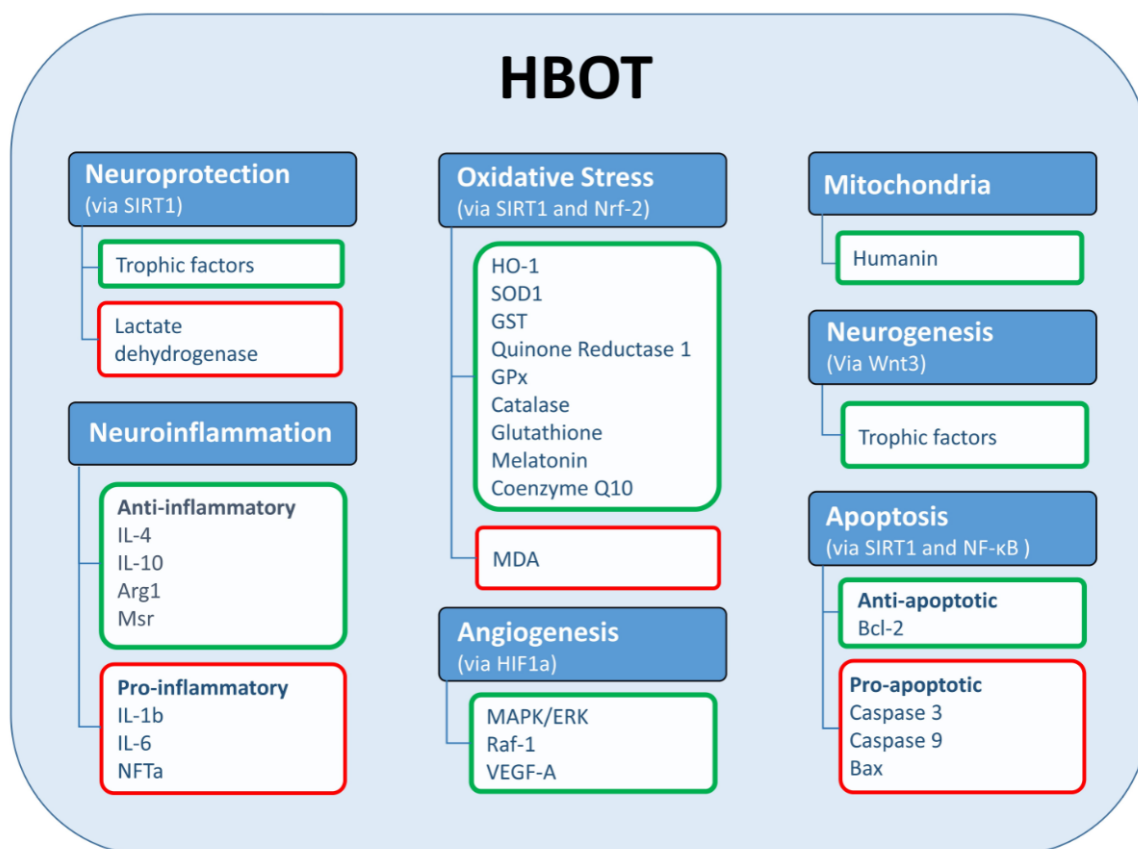 HBOT
Neuroprotection
(via SIRT1)
Trophic factors
Lactate
dehydrogenase
Neuroinflammation
Anti-inflammatory
IL-4
IL-10
Arg1
Msr
Pro-inflammatory
IL-1b
IL-6
NFTa
Oxidative Stress
(via SIRT1 and Nrf-2)
HO-1
SOD1
GST
Quinone Reductase 1
GPx
Catalase
Glutathione
Melatonin
Coenzyme Q10
MDA
Angiogenesis
(via HIF1a)
MAPK/ERK
Raf-1
VEGF-A
Mitochondria
Humanin
Neurogenesis
(Via Wnt3)
Trophic factors
Apoptosis
(via SIRT1 and NF-κB )
Anti-apoptotic
Bcl-2
Pro-apoptotic
Caspase 3
Caspase 9
Bax